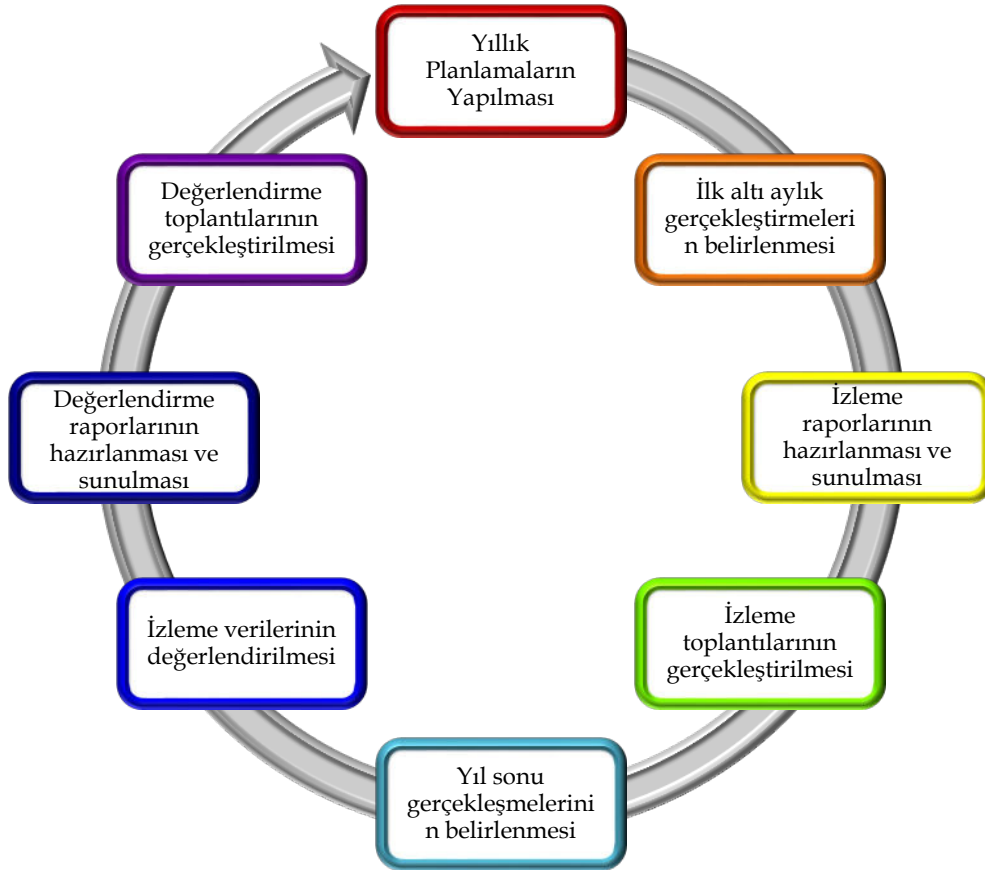 Yıllık
Planlamaların
Yapılması
İlk altı aylık
gerçekleştirmeleri
n belirlenmesi
İzleme
raporlarının
hazırlanması ve
sunulması
İzleme
toplantılarının
gerçekleştirilmesi
Yıl sonu
gerçekleşmelerini
n belirlenmesi
İzleme verilerinin
değerlendirilmesi
Değerlendirme
raporlarının
hazırlanması ve
sunulması
Değerlendirme
toplantılarının
gerçekleştirilmesi